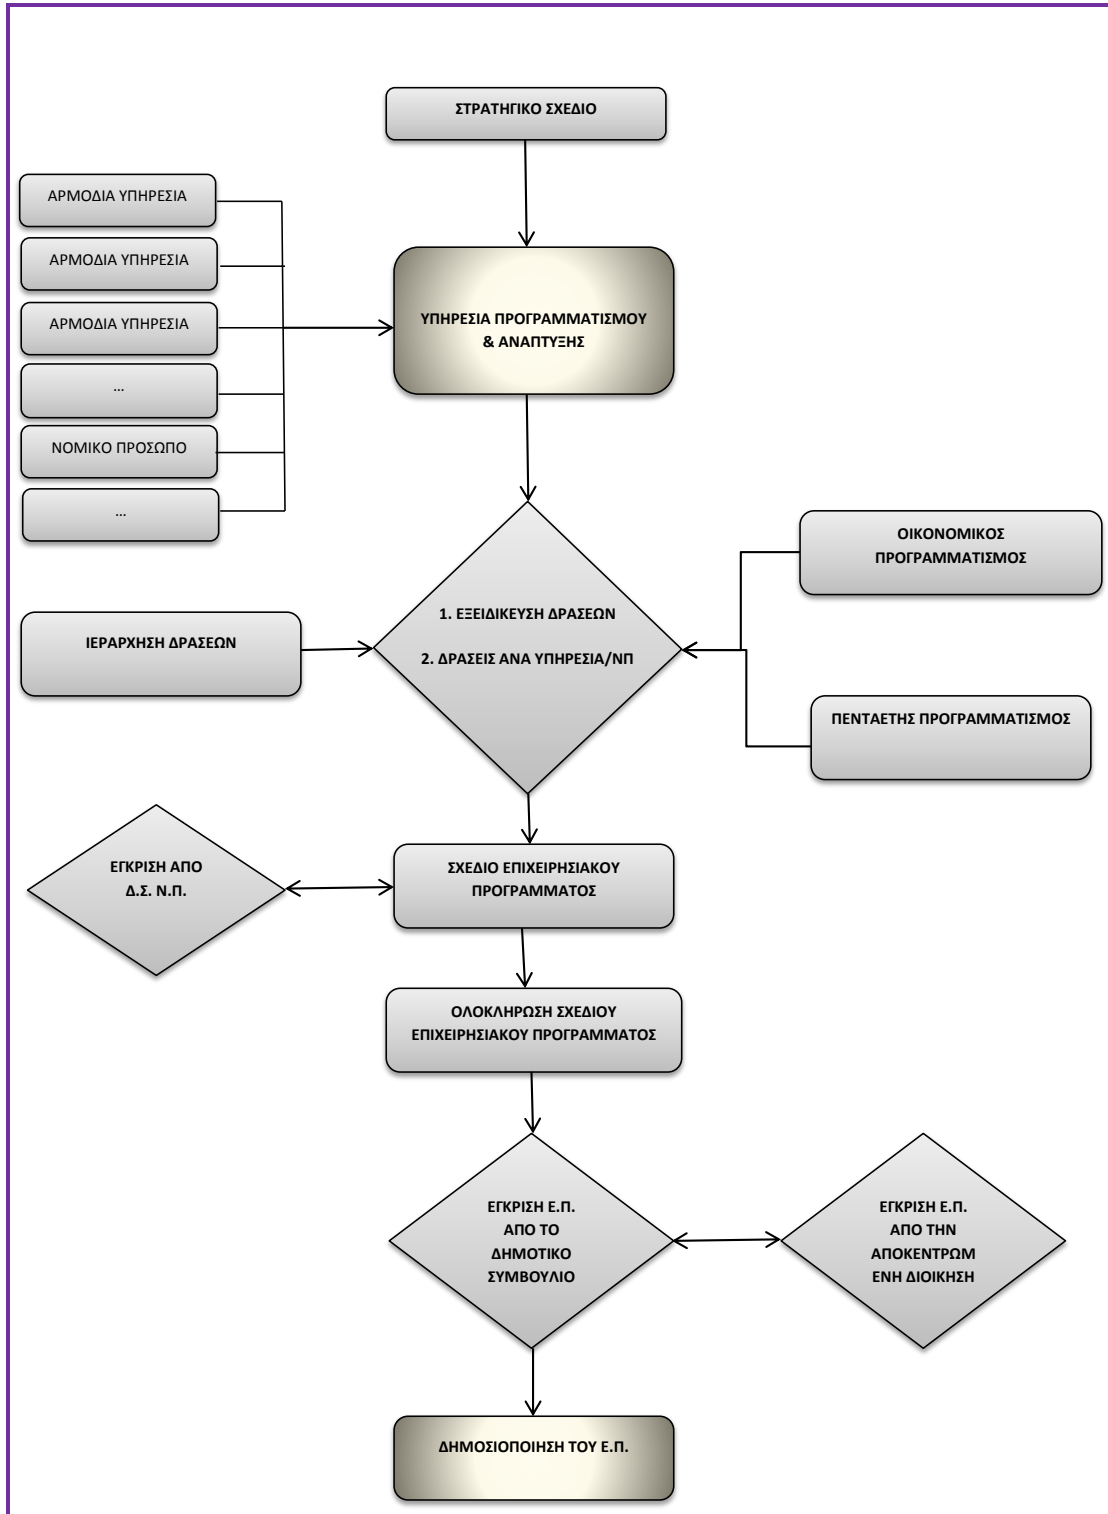 ΣΤΡΑΤΗΓΙΚΟ ΣΧΕΔΙΟ
ΑΡΜΟΔΙΑ ΥΠΗΡΕΣΙΑ
ΑΡΜΟΔΙΑ ΥΠΗΡΕΣΙΑ
ΑΡΜΟΔΙΑ ΥΠΗΡΕΣΙΑ
...
ΝΟΜΙΚΟ ΠΡΟΣΩΠΟ
...
ΥΠΗΡΕΣΙΑ ΠΡΟΓΡΑΜΜΑΤΙΣΜΟΥ
& ΑΝΑΠΤΥΞΗΣ
ΟΙΚΟΝΟΜΙΚΟΣ
ΠΡΟΓΡΑΜΜΑΤΙΣΜΟΣ
ΙΕΡΑΡΧΗΣΗ ΔΡΑΣΕΩΝ
1. ΕΞΕΙΔΙΚΕΥΣΗ ΔΡΑΣΕΩΝ
2. ΔΡΑΣΕΙΣ ΑΝΑ ΥΠΗΡΕΣΙΑ/ΝΠ
ΠΕΝΤΑΕΤΗΣ ΠΡΟΓΡΑΜΜΑΤΙΣΜΟΣ
ΕΓΚΡΙΣΗ ΑΠΟ
Δ.Σ. Ν.Π.
ΣΧΕΔΙΟ ΕΠΙΧΕΙΡΗΣΙΑΚΟΥ
ΠΡΟΓΡΑΜΜΑΤΟΣ
ΟΛΟΚΛΗΡΩΣΗ ΣΧΕΔΙΟΥ
ΕΠΙΧΕΙΡΗΣΙΑΚΟΥ ΠΡΟΓΡΑΜΜΑΤΟΣ
ΕΓΚΡΙΣΗ Ε.Π.
ΑΠΟ ΤΟ
ΔΗΜΟΤΙΚΟ
ΣΥΜΒΟΥΛΙΟ
ΕΓΚΡΙΣΗ Ε.Π.
ΑΠΟ ΤΗΝ
ΑΠΟΚΕΝΤΡΩΜ
ΕΝΗ ΔΙΟΙΚΗΣΗ
ΔΗΜΟΣΙΟΠΟΙΗΣΗ ΤΟΥ Ε.Π.